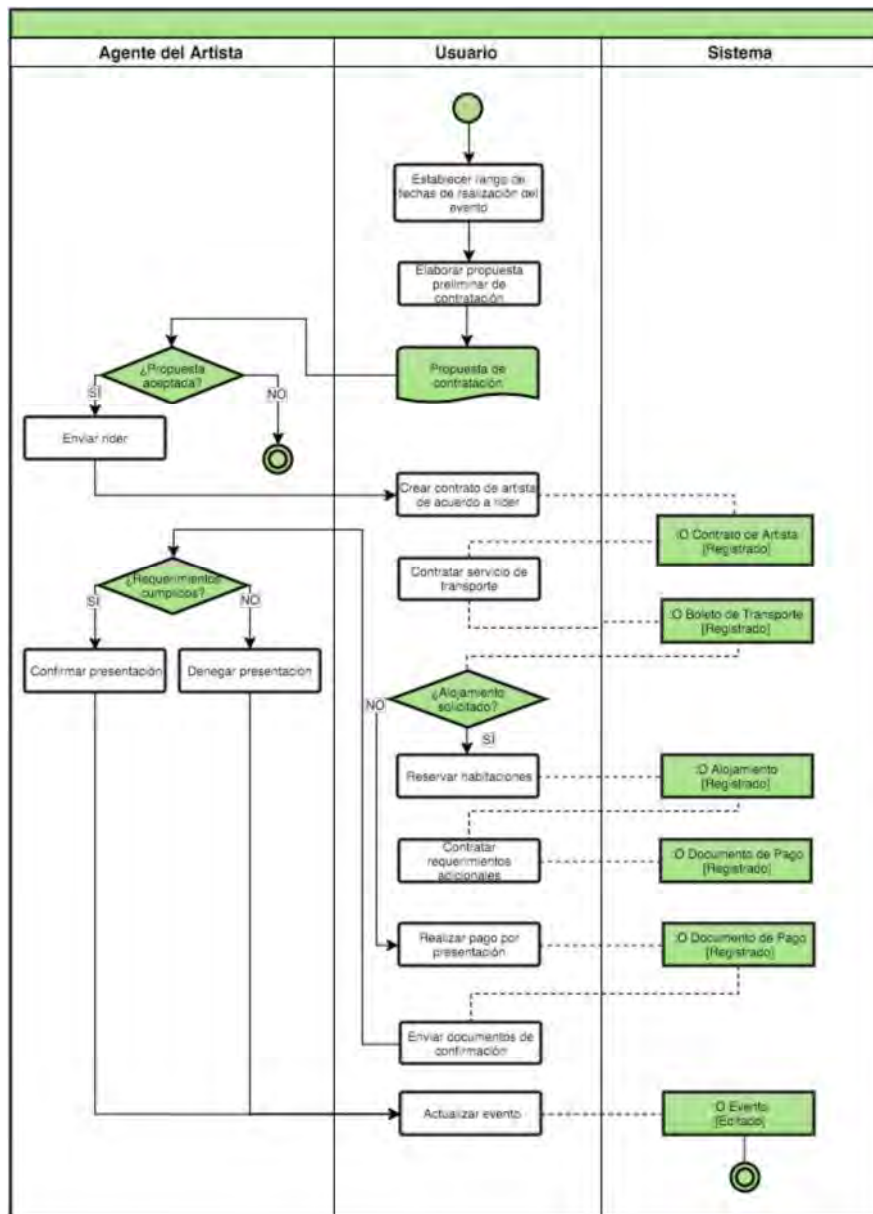 Agente del Artista
Usuario
Sistema
Establecer rango de
fechas de realización del
evento
Elaborar propuesta
preliminar de
contratación
Propuesta de
contratación
¿Propuesta
aceptada?
SÍ
NO
Enviar rider
Crear contrato de artista
de acuerdo a rider
:O Contrato de Artista
[Registrado]
Contratar servicio de
transporte
:O Boleto de Transporte
[Registrado]
¿Requerimientos
cumplidos?
SÍ
NO
Confirmar presentación
Denegar presentación
¿Alojamiento
solicitado?
NO
SÍ
Reservar habitaciones
:O Alojamiento
[Registrado]
Contratar
requerimientos
adicionales
:O Documento de Pago
[Registrado]
Realizar pago por
presentación
:O Documento de Pago
[Registrado]
Enviar documentos de
confirmación
Actualizar evento
:O Evento
[Editado]